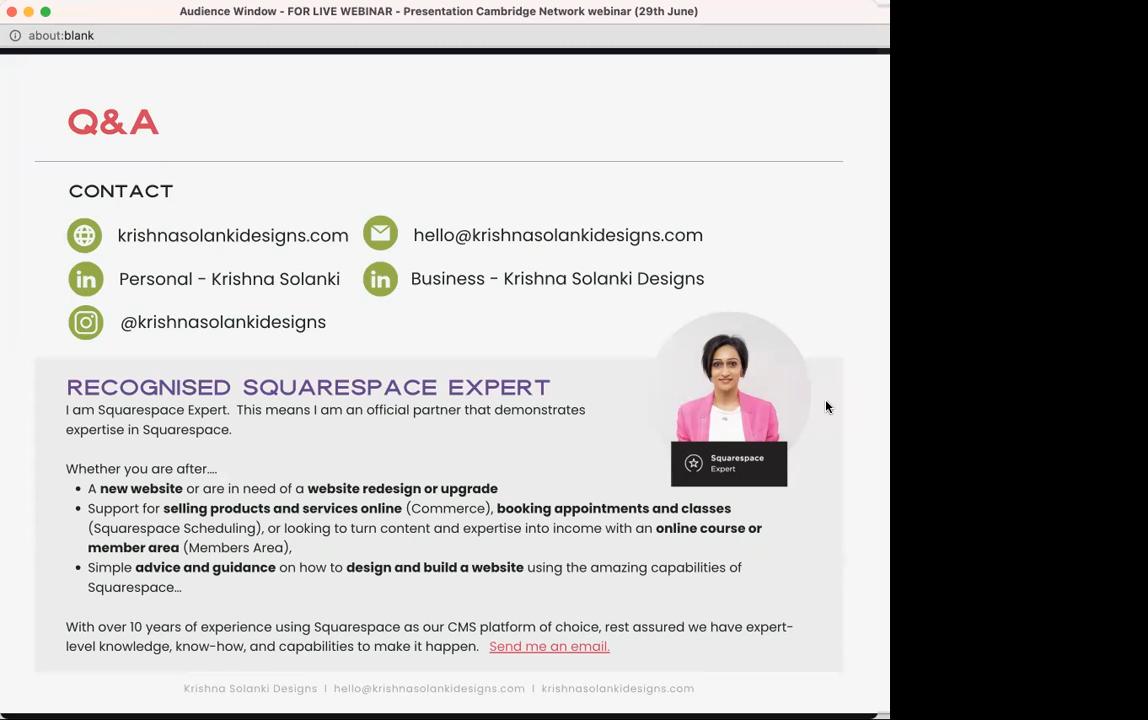 Audience Window - FOR LIVE WEBINAR - Presentation Cambridge Network webinar (29th June)
about:blank
Q&A
CONTACT
krishnasolankidesigns.com
hello@krishnasolankidesigns.com
in Personal - Krishna Solanki
in Business - Krishna Solanki Designs
@krishnasolankidesigns
RECOGNISED SQUARESPACE EXPERT
I am Squarespace Expert. This means I am an official partner that demonstrates
expertise in Squarespace.
Squarespace
Expert
Whether you are after....
• A new website or are in need of a website redesign or upgrade
• Support for selling products and services online (Commerce), booking appointments and classes
(Squarespace Scheduling), or looking to turn content and expertise into income with an online course or
member area (Members Area),
• Simple advice and guidance on how to design and build a website using the amazing capabilities of
Squarespace...
With over 10 years of experience using Squarespace as our CMS platform of choice, rest assured we have expert-
level knowledge, know-how, and capabilities to make it happen. Send me an email.
Krishna Solanki Designs I hello@krishnasolankidesigns.com I krishnasolankidesigns.com